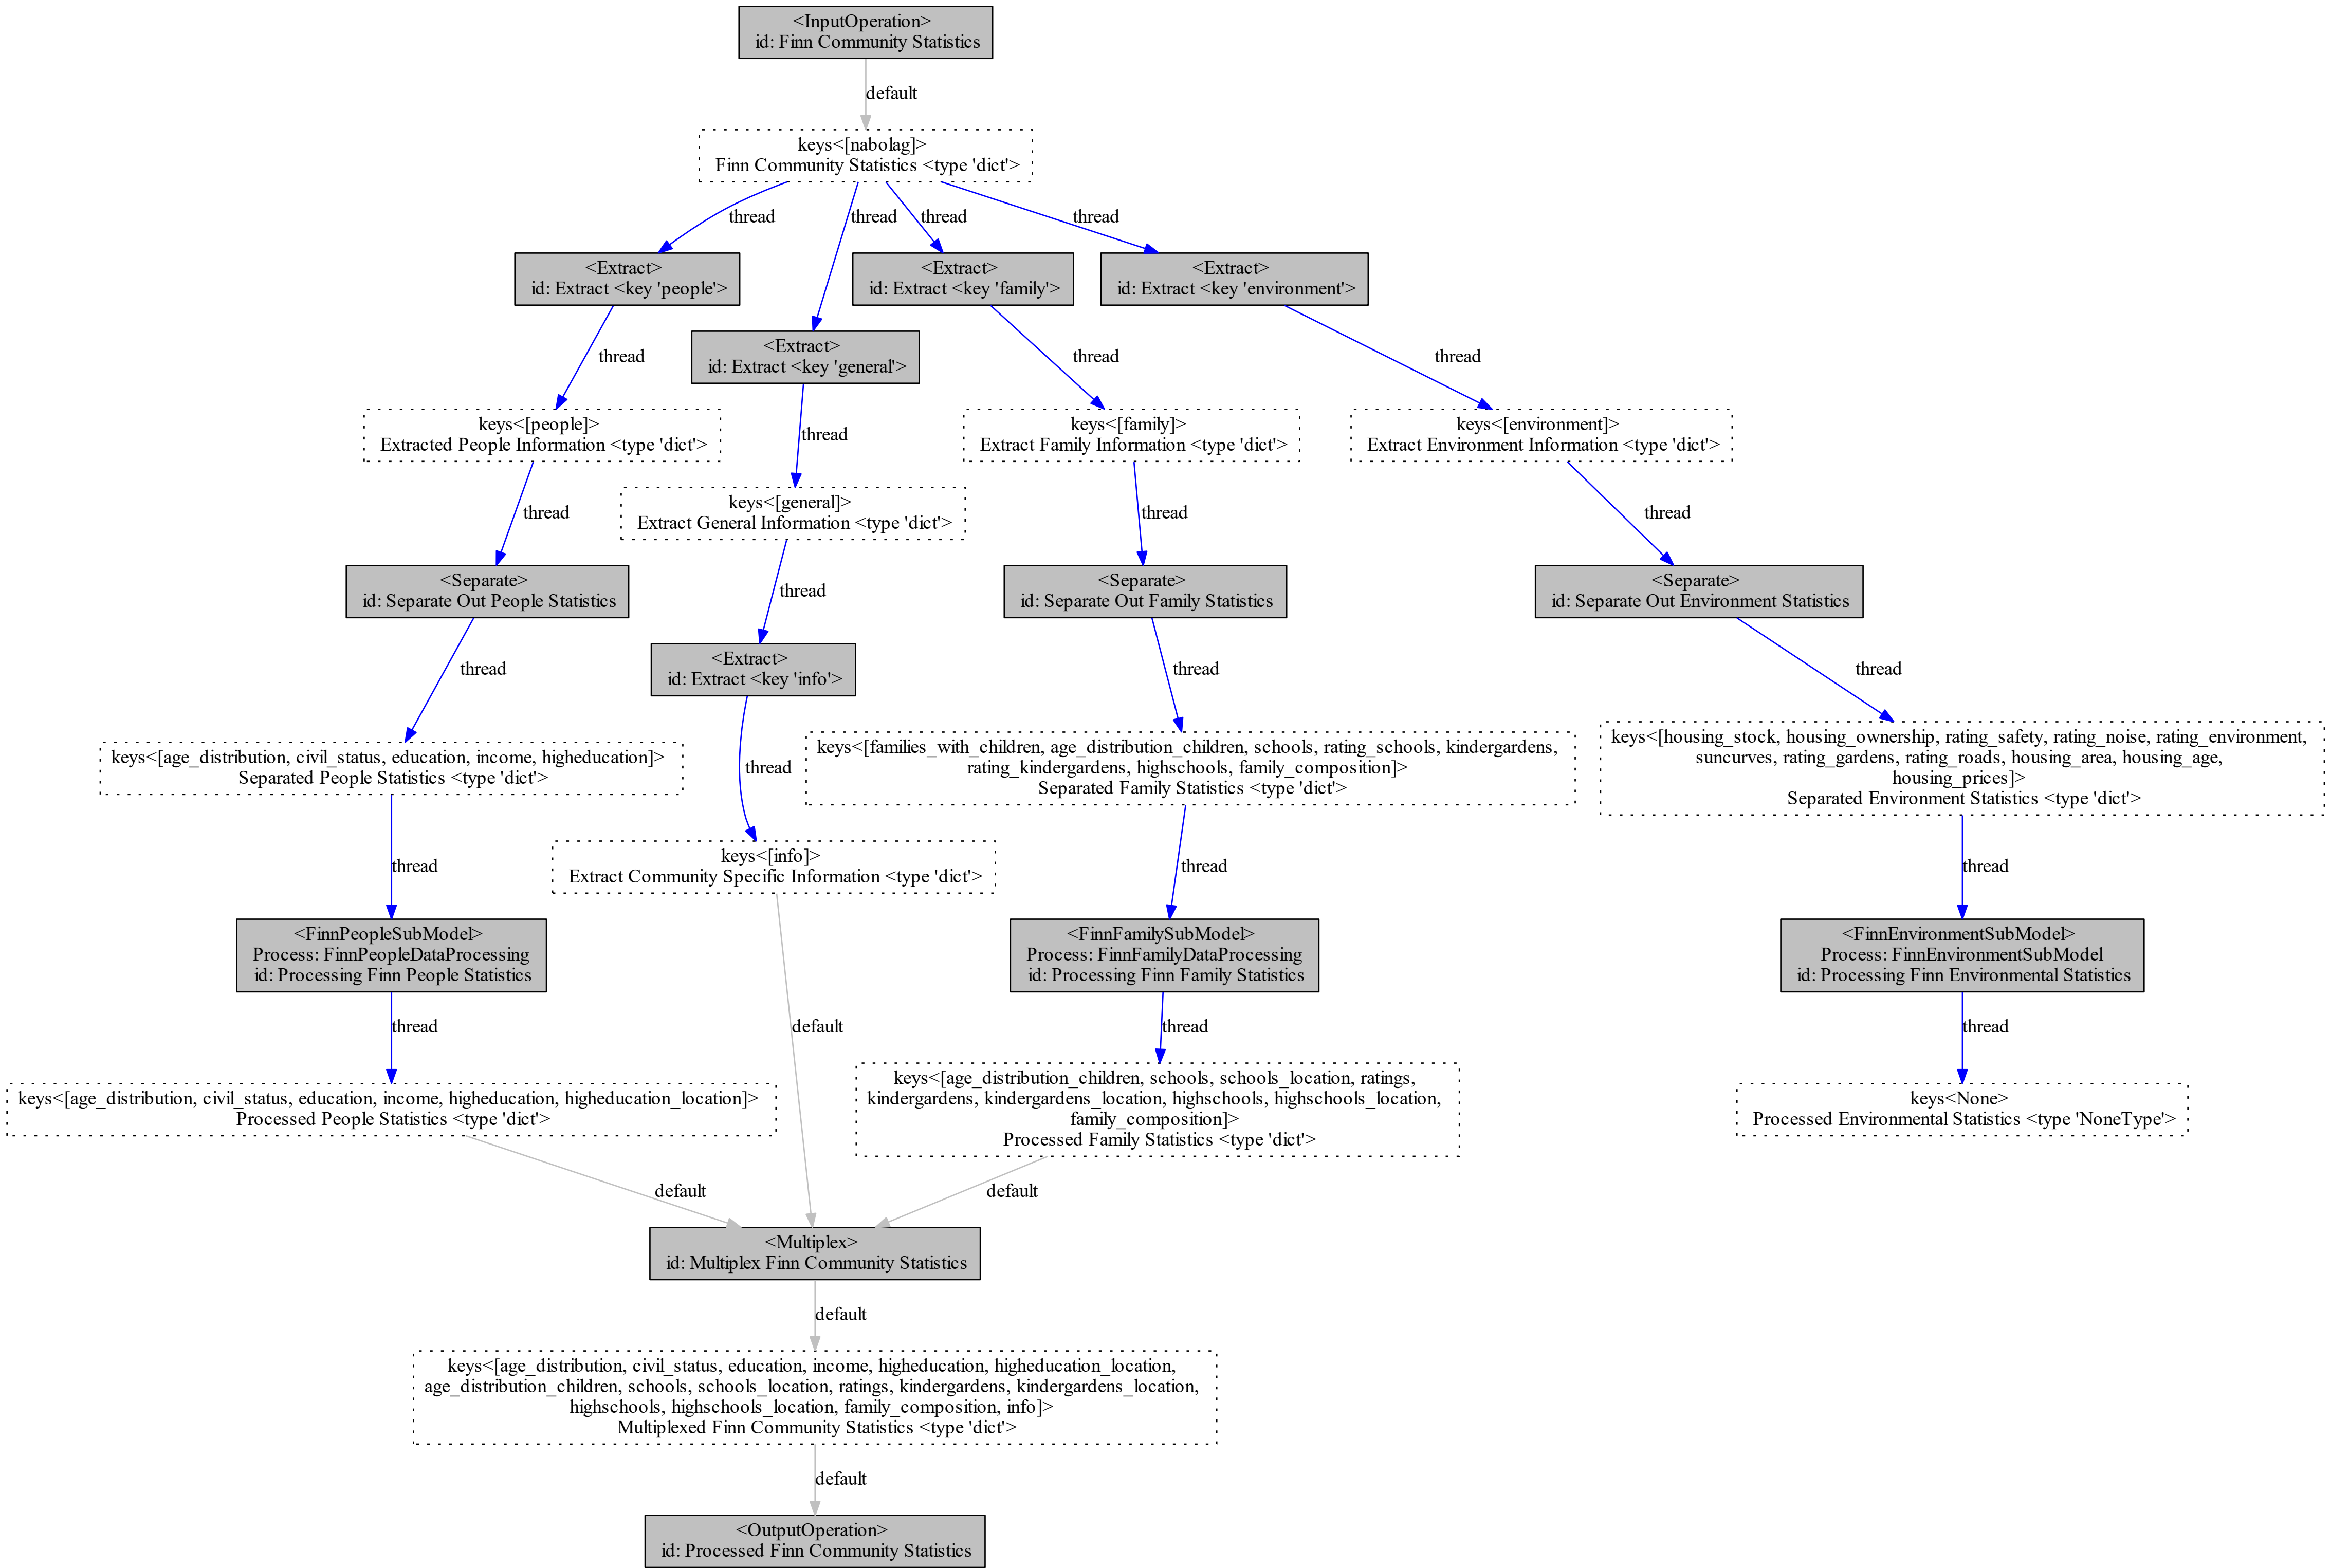 <InputOperation>
id: Finn Community Statistics
default
keys<[nabolag]>
Finn Community Statistics <type 'dict'>
thread
thread
thread
thread
<Extract>
id: Extract <key 'people'>
<Extract>
id: Extract <key 'family'>
<Extract>
id: Extract <key 'environment'>
<Extract>
id: Extract <key 'general'>
thread
thread
thread
keys<[people]>
Extracted People Information <type 'dict'>
thread
keys<[family]>
Extract Family Information <type 'dict'>
keys<[environment]>
Extract Environment Information <type 'dict'>
keys<[general]>
Extract General Information <type 'dict'>
thread
thread
thread
<Separate>
id: Separate Out People Statistics
thread
<Separate>
id: Separate Out Family Statistics
<Separate>
id: Separate Out Environment Statistics
<Extract>
id: Extract <key 'info'>
thread
thread
thread
keys<[age_distribution, civil_status, education, income, higheducation]>
Separated People Statistics <type 'dict'>
thread
keys<[families_with_children, age_distribution_children, schools, rating_schools, kindergardens,
rating_kindergardens, highschools, family_composition]>
Separated Family Statistics <type 'dict'>
keys<[housing_stock, housing_ownership, rating_safety, rating_noise, rating_environment,
suncurves, rating_gardens, rating_roads, housing_area, housing_age,
housing_prices]>
Separated Environment Statistics <type 'dict'>
thread
keys<[info]>
Extract Community Specific Information <type 'dict'>
thread
thread
<FinnPeopleSubModel>
Process: FinnPeopleDataProcessing
id: Processing Finn People Statistics
<FinnFamilySubModel>
Process: FinnFamilyDataProcessing
id: Processing Finn Family Statistics
<FinnEnvironmentSubModel>
Process: FinnEnvironmentSubModel
id: Processing Finn Environmental Statistics
thread
default
thread
thread
keys<[age_distribution, civil_status, education, income, higheducation, higheducation_location]>
Processed People Statistics <type 'dict'>
keys<[age_distribution_children, schools, schools_location, ratings,
kindergardens, kindergardens_location, highschools, highschools_location,
family_composition]>
Processed Family Statistics <type 'dict'>
keys<None>
Processed Environmental Statistics <type 'NoneType'>
default
default
<Multiplex>
id: Multiplex Finn Community Statistics
default
keys<[age_distribution, civil_status, education, income, higheducation, higheducation_location,
age_distribution_children, schools, schools_location, ratings, kindergardens, kindergardens_location,
highschools, highschools_location, family_composition, info]>
Multiplexed Finn Community Statistics <type 'dict'>
default
<OutputOperation>
id: Processed Finn Community Statistics